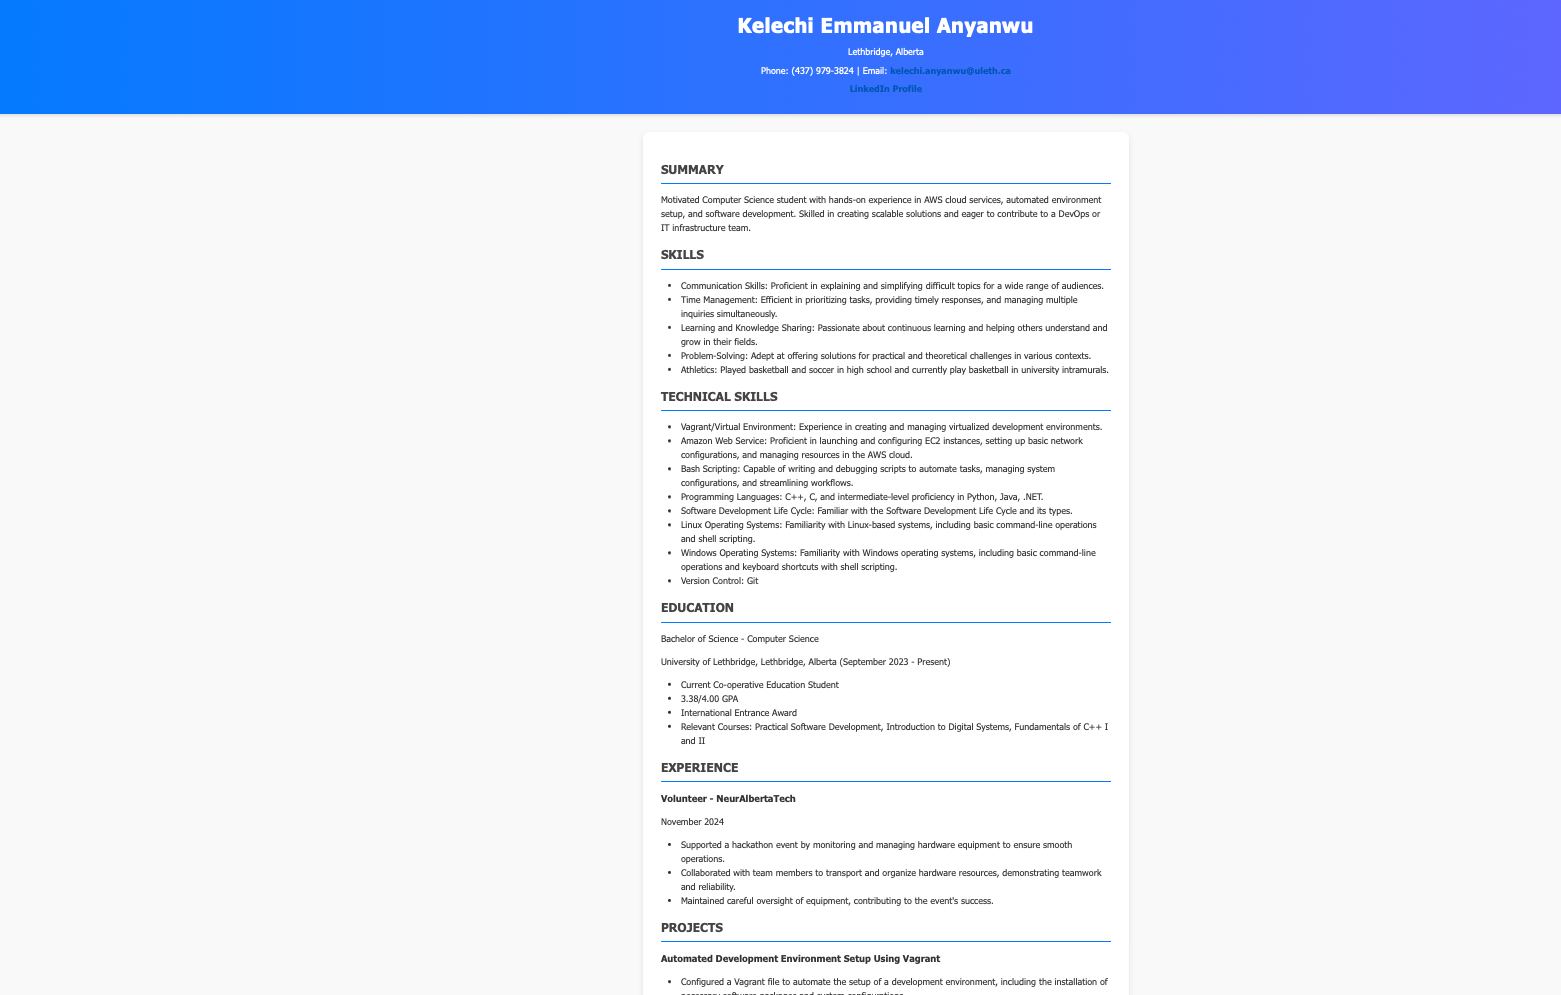 Kelechi Emmanuel Anyanwu
Lethbridge, Alberta
Phone: (437) 979-3824 | Email: kelechi.anyanwu@uleth.ca
LinkedIn Profile
SUMMARY
Motivated Computer Science student with hands-on experience in AWS cloud services, automated environment
setup, and software development. Skilled in creating scalable solutions and eager to contribute to a DevOps or
IT infrastructure team.
SKILLS
• Communication Skills: Proficient in explaining and simplifying difficult topics for a wide range of audiences.
• Time Management: Efficient in prioritizing tasks, providing timely responses, and managing multiple
inquiries simultaneously.
• Learning and Knowledge Sharing: Passionate about continuous learning and helping others understand and
grow in their fields.
• Problem-Solving: Adept at offering solutions for practical and theoretical challenges in various contexts.
• Athletics: Played basketball and soccer in high school and currently play basketball in university intramurals.
TECHNICAL SKILLS
• Vagrant/Virtual Environment: Experience in creating and managing virtualized development environments.
• Amazon Web Service: Proficient in launching and configuring EC2 instances, setting up basic network
configurations, and managing resources in the AWS cloud.
• Bash Scripting: Capable of writing and debugging scripts to automate tasks, managing system
configurations, and streamlining workflows.
• Programming Languages: C++, C, and intermediate-level proficiency in Python, Java, .NET.
• Software Development Life Cycle: Familiar with the Software Development Life Cycle and its types.
• Linux Operating Systems: Familiarity with Linux-based systems, including basic command-line operations
and shell scripting.
• Windows Operating Systems: Familiarity with Windows operating systems, including basic command-line
operations and keyboard shortcuts with shell scripting.
• Version Control: Git
EDUCATION
Bachelor of Science - Computer Science
University of Lethbridge, Lethbridge, Alberta (September 2023 - Present)
• Current Co-operative Education Student
• 3.38/4.00 GPA
• International Entrance Award
• Relevant Courses: Practical Software Development, Introduction to Digital Systems, Fundamentals of C++ I
and II
EXPERIENCE
Volunteer - NeurAlbertaTech
November 2024
• Supported a hackathon event by monitoring and managing hardware equipment to ensure smooth
operations.
• Collaborated with team members to transport and organize hardware resources, demonstrating teamwork
and reliability.
• Maintained careful oversight of equipment, contributing to the event's success.
PROJECTS
Automated Development Environment Setup Using Vagrant
• Configured a Vagrant file to automate the setup of a development environment, including the installation of